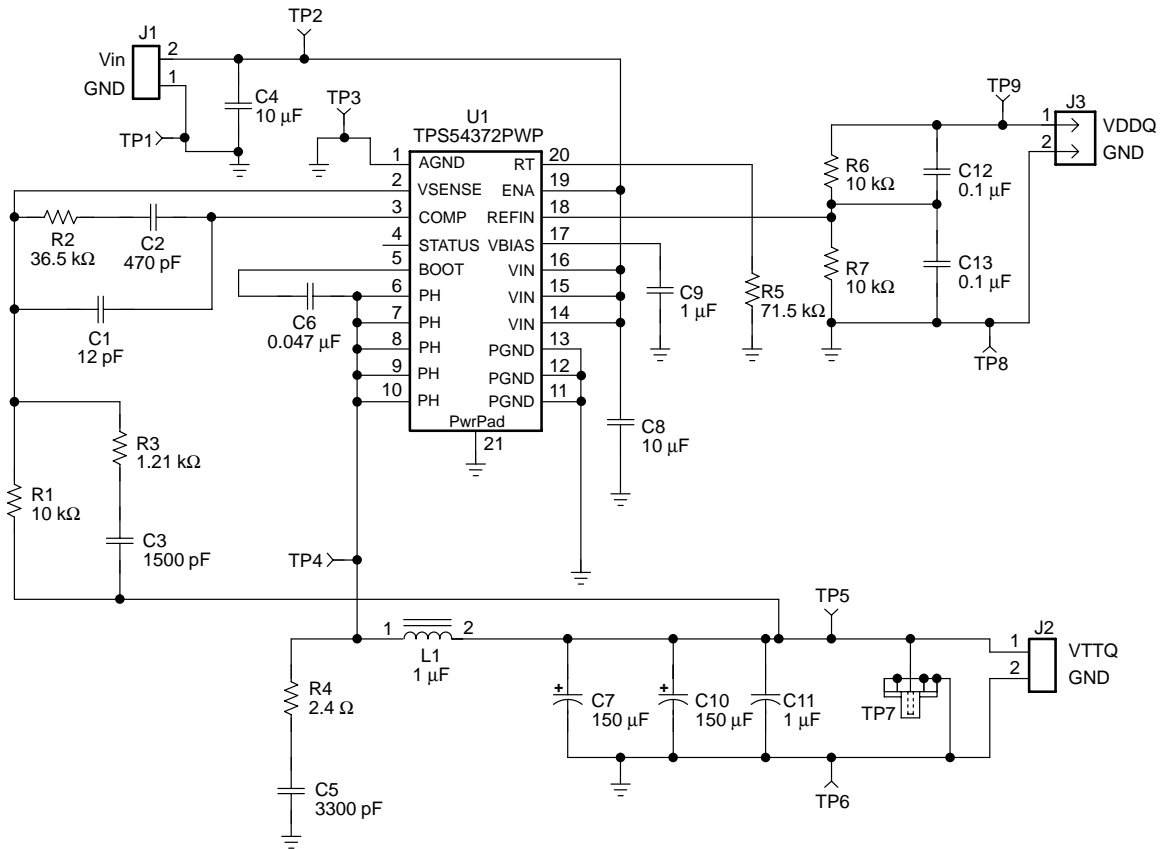 TP2
J1
Vin
2
GND
1
C4
10 µF
TP1
TP3
U1
TPS54372PWP
1 AGND RT 20
2 VSENSE ENA 19
3 COMP REFIN 18
4 STATUS VBIAS 17
5 BOOT VIN 16
6 PH VIN 15
7 PH VIN 14
8 PH PGND 13
9 PH PGND 12
10 PH PGND 11
PwrPad
21
R2
36.5 kΩ
C2
470 pF
C1
12 pF
C6
0.047 µF
C9
1 µF
R5
71.5 kΩ
TP9
J3
1 VDDQ
2 GND
R6
10 kΩ
C12
0.1 µF
R7
10 kΩ
C13
0.1 µF
TP8
C8
10 µF
R3
1.21 kΩ
R1
10 kΩ
C3
1500 pF
TP4
1 2
L1
1 µF
R4
2.4 Ω
C5
3300 pF
+
C7
150 µF
+
C10
150 µF
C11
1 µF
TP5
TP7
TP6
J2
1 VTTQ
2 GND